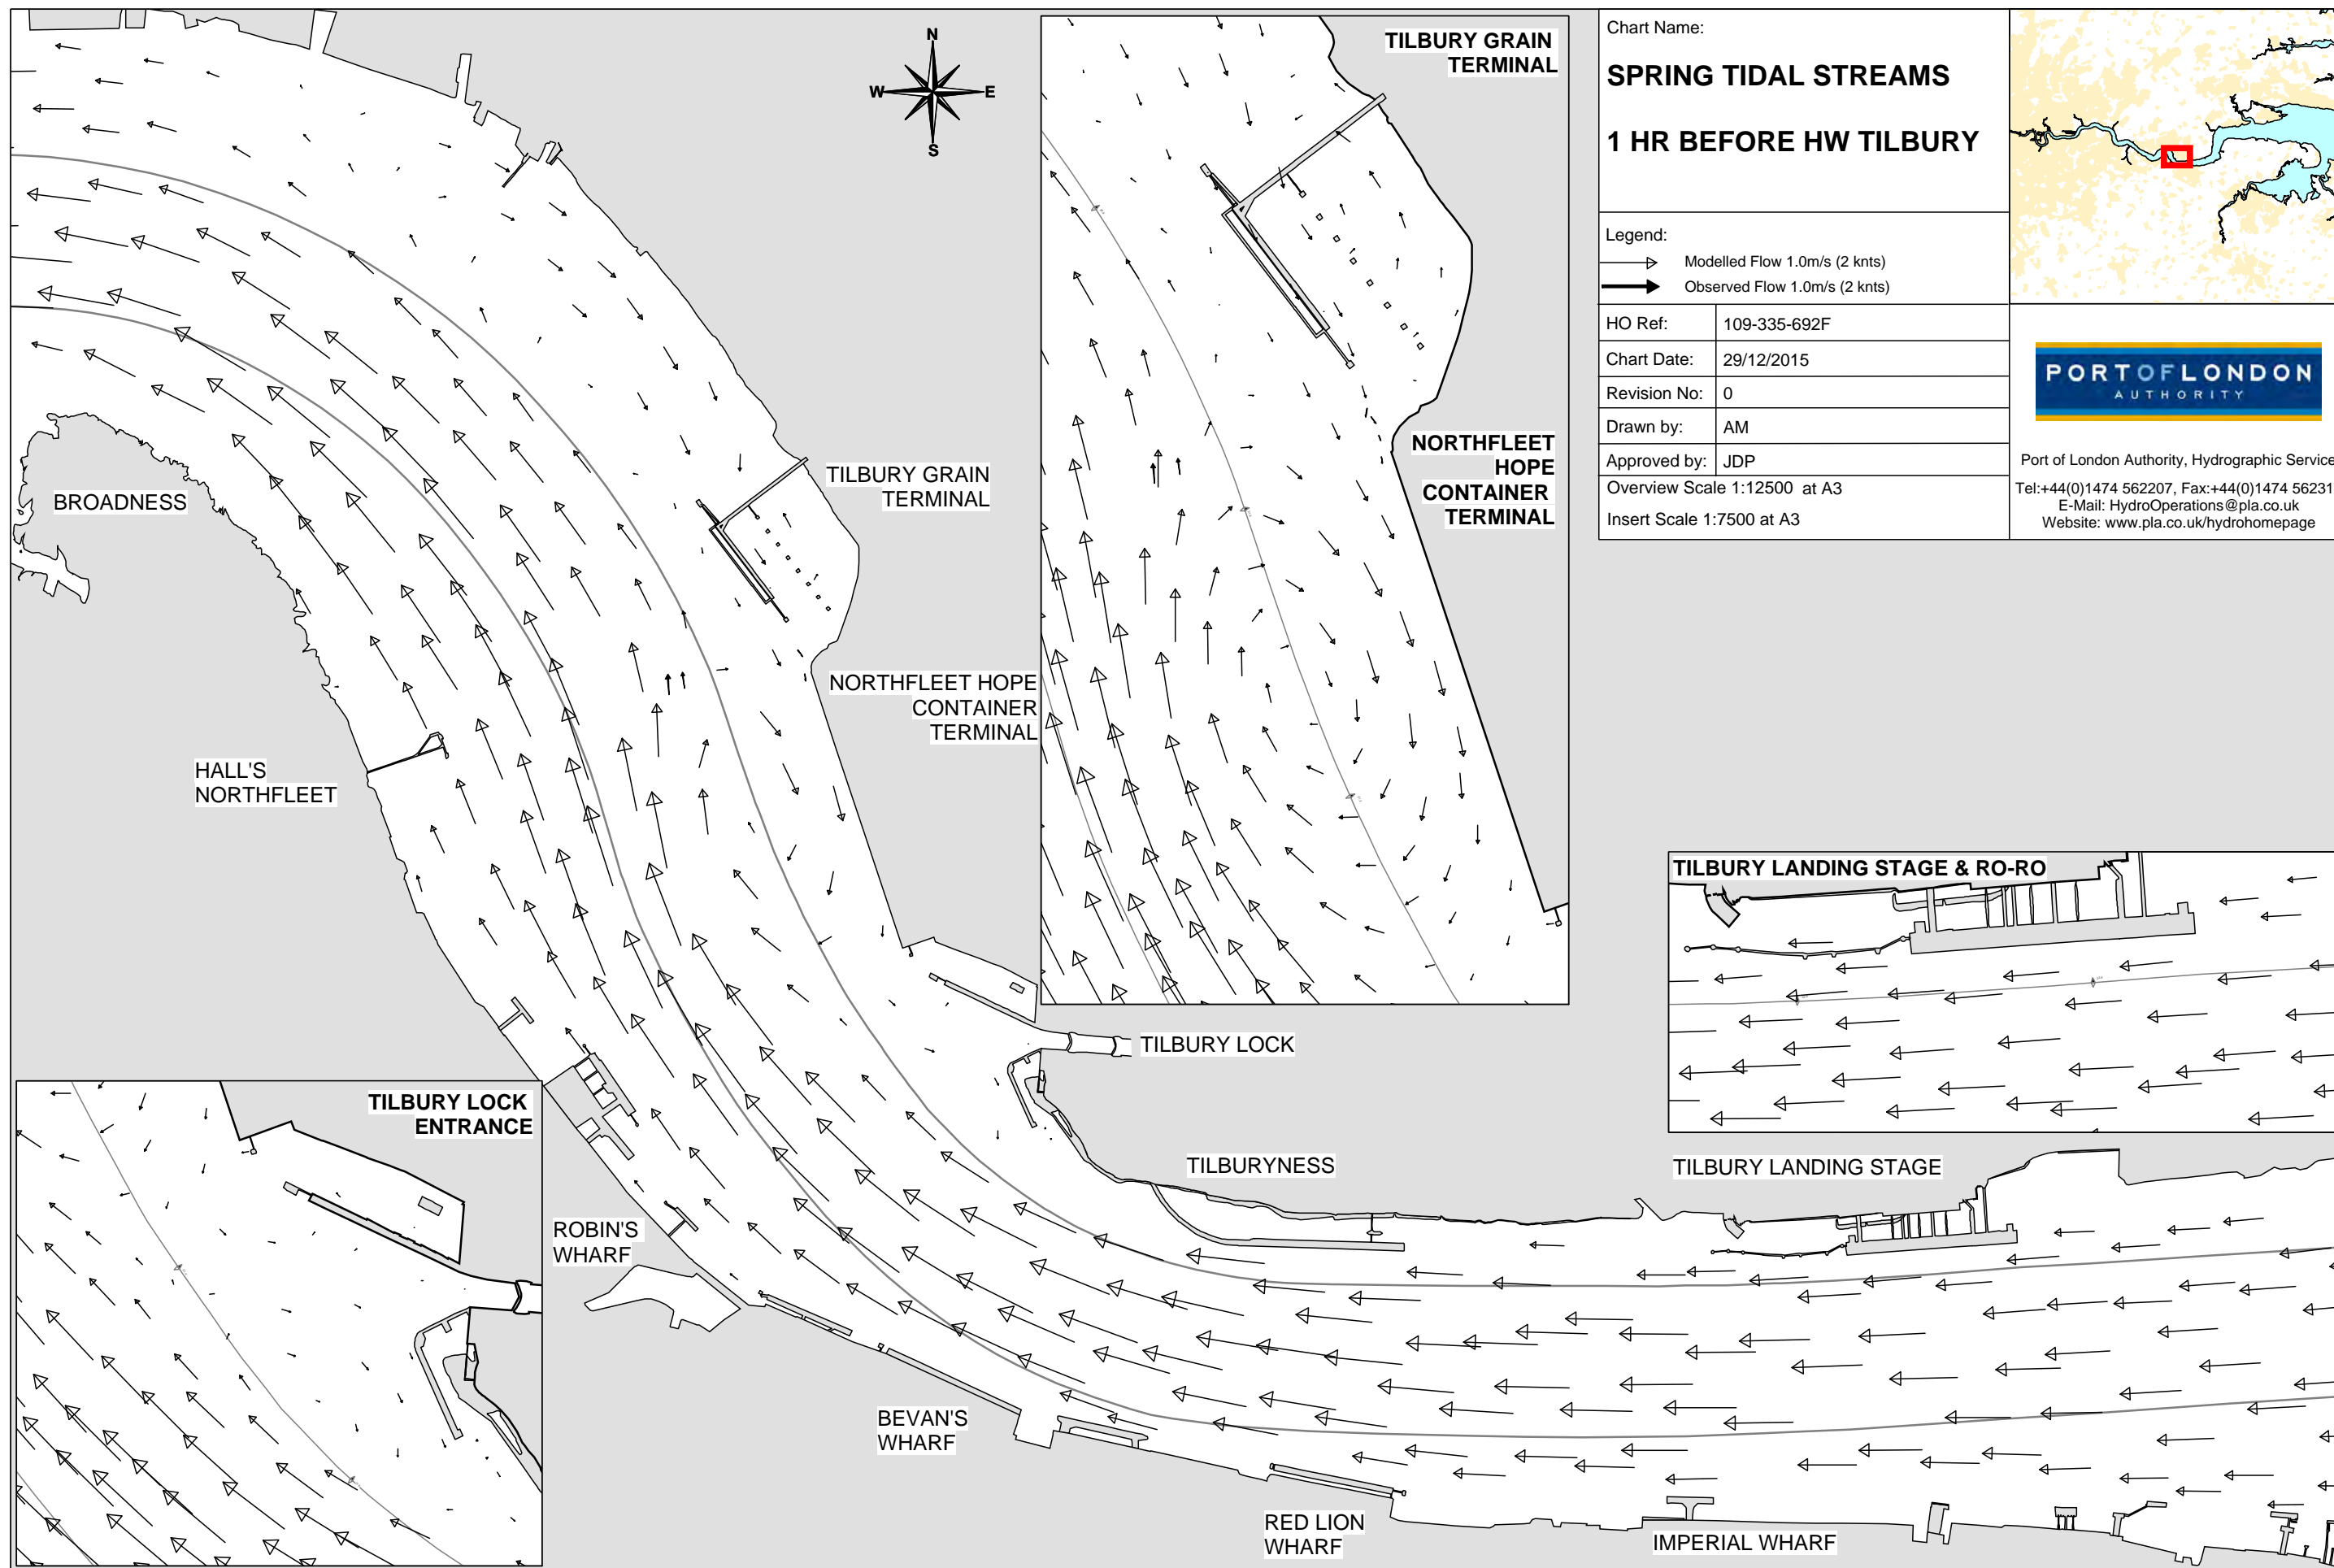 N
W
E
S
TILBURY GRAIN
TERMINAL
NORTHFLEET
HOPE
CONTAINER
TERMINAL
Chart Name:
SPRING TIDAL STREAMS
1 HR BEFORE HW TILBURY
Legend:
Modelled Flow 1.0m/s (2 knts)
Observed Flow 1.0m/s (2 knts)
HO Ref: 109-335-692F
Chart Date: 29/12/2015
Revision No: 0
Drawn by: AM
Approved by: JDP
Overview Scale 1:12500 at A3
Insert Scale 1:7500 at A3
PORTOFLONDON
AUTHORITY
Port of London Authority, Hydrographic Service
Tel:+44(0)1474 562207, Fax:+44(0)1474 56231
E-Mail: HydroOperations@pla.co.uk
Website: www.pla.co.uk/hydrohomepage
BROADNESS
TILBURY GRAIN
TERMINAL
NORTHFLEET HOPE
CONTAINER
TERMINAL
HALL'S
NORTHFLEET
TILBURY LOCK
TILBURY LANDING STAGE & RO-RO
TILBURY LOCK
ENTRANCE
TILBURYNESS
TILBURY LANDING STAGE
ROBIN'S
WHARF
BEVAN'S
WHARF
RED LION
WHARF
IMPERIAL WHARF